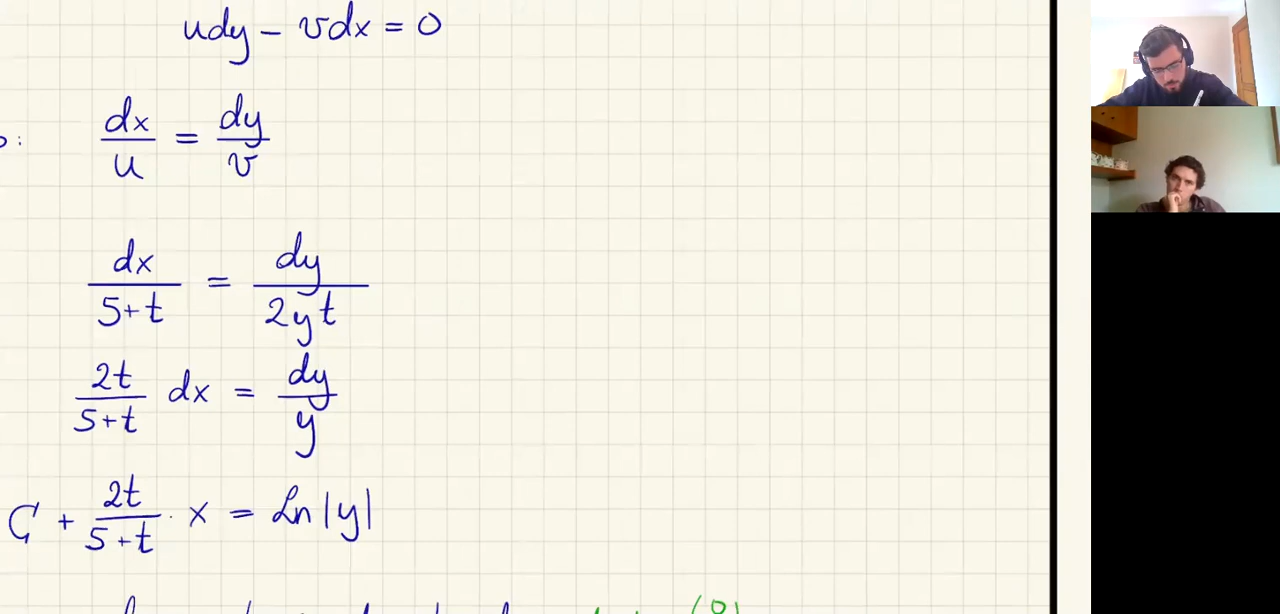 udy - vdx = 0
dx/u = dy/v
dx/(5+t) = dy/(2yt)
2t/(5+t) dx = dy/y
C + 2t/(5+t) · x = Ln|y|